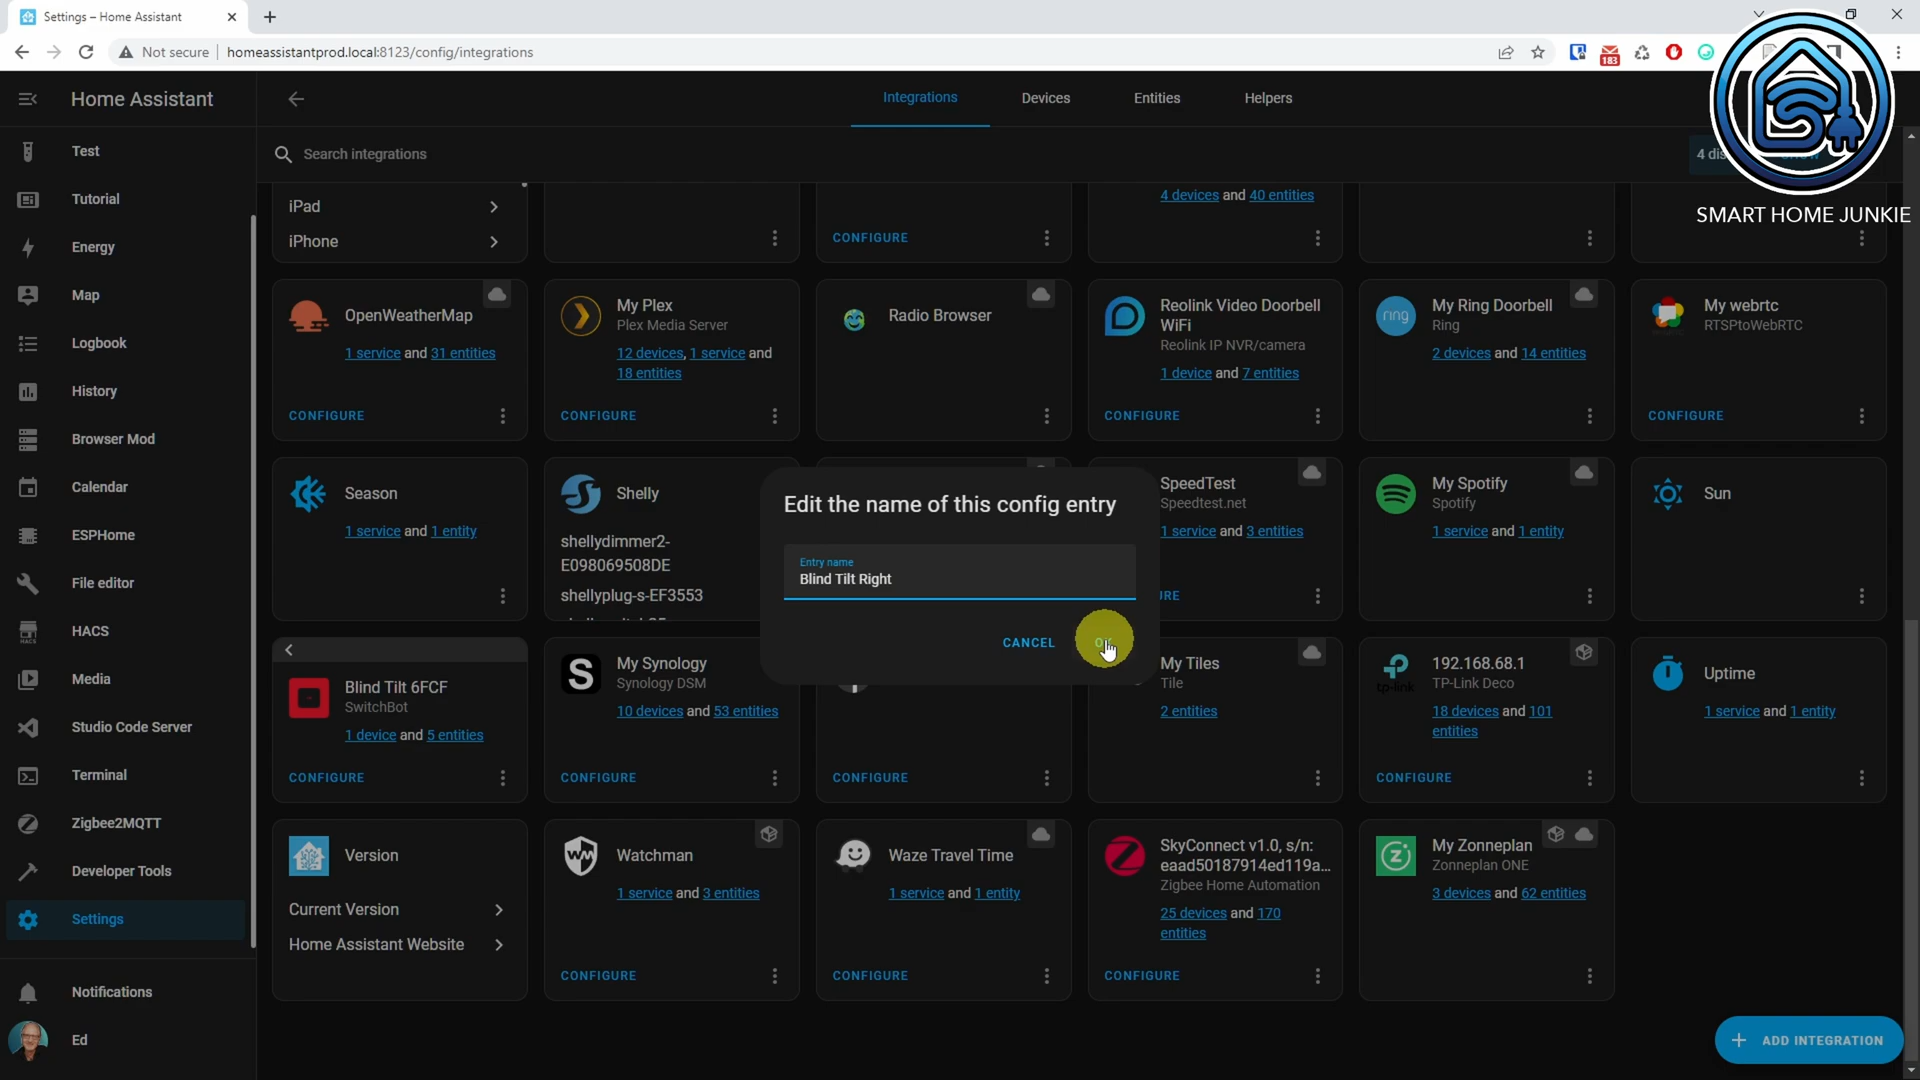 Settings – Home Assistant
Not secure
homeassistantprod.local:8123/config/integrations
183
Home Assistant
Integrations
Devices
Entities
Helpers
Test
Search integrations
4 dis
SMART HOME JUNKIE
Tutorial
Energy
Map
Logbook
History
Browser Mod
Calendar
ESPHome
File editor
HACS
Media
Studio Code Server
Terminal
Zigbee2MQTT
Developer Tools
Settings
Notifications
Ed
iPad
iPhone
CONFIGURE
4 devices and 40 entities
OpenWeatherMap
1 service and 31 entities
CONFIGURE
My Plex
Plex Media Server
12 devices, 1 service and
18 entities
CONFIGURE
Radio Browser
Reolink Video Doorbell
WiFi
Reolink IP NVR/camera
1 device and 7 entities
CONFIGURE
ring
My Ring Doorbell
Ring
2 devices and 14 entities
My webrtc
RTSPtoWebRTC
CONFIGURE
Season
1 service and 1 entity
Shelly
shellydimmer2-
E098069508DE
shellyplug-s-EF3553
Edit the name of this config entry
Entry name
Blind Tilt Right
CANCEL
SpeedTest
Speedtest.net
1 service and 3 entities
RE
My Spotify
Spotify
1 service and 1 entity
Sun
Blind Tilt 6FCF
SwitchBot
1 device and 5 entities
CONFIGURE
S
My Synology
Synology DSM
10 devices and 53 entities
CONFIGURE
CONFIGURE
My Tiles
Tile
2 entities
tp-link
192.168.68.1
TP-Link Deco
18 devices and 101
entities
CONFIGURE
Uptime
1 service and 1 entity
Version
Current Version
Home Assistant Website
Watchman
1 service and 3 entities
CONFIGURE
Waze Travel Time
1 service and 1 entity
CONFIGURE
SkyConnect v1.0, s/n:
eaad50187914ed119a...
Zigbee Home Automation
25 devices and 170
entities
CONFIGURE
My Zonneplan
Zonneplan ONE
3 devices and 62 entities
ADD INTEGRATION